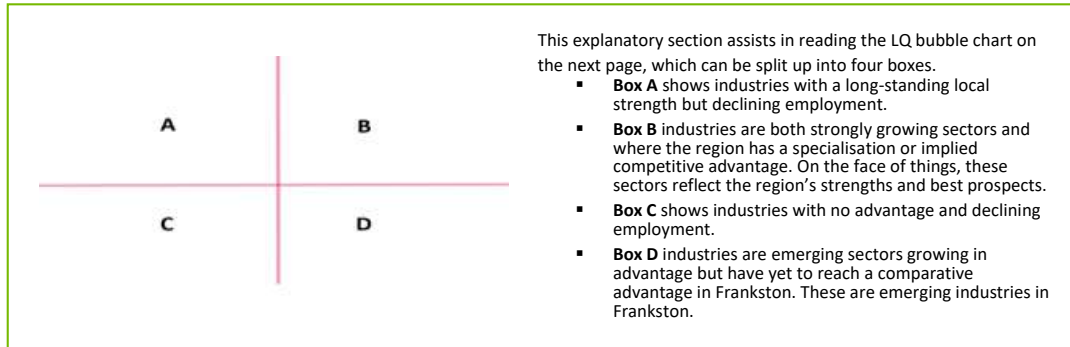 A
B
C
D
This explanatory section assists in reading the LQ bubble chart on
the next page, which can be split up into four boxes.
▪ Box A shows industries with a long-standing local
strength but declining employment.
▪ Box B industries are both strongly growing sectors and
where the region has a specialisation or implied
competitive advantage. On the face of things, these
sectors reflect the region’s strengths and best prospects.
▪ Box C shows industries with no advantage and declining
employment.
▪ Box D industries are emerging sectors growing in
advantage but have yet to reach a comparative
advantage in Frankston. These are emerging industries in
Frankston.